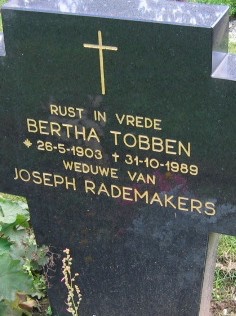 RUST IN VREDE
BERTHA TOBBEN
* 26-5-1903 † 31-10-1989
WEDUWE VAN
JOSEPH RADEMAKERS